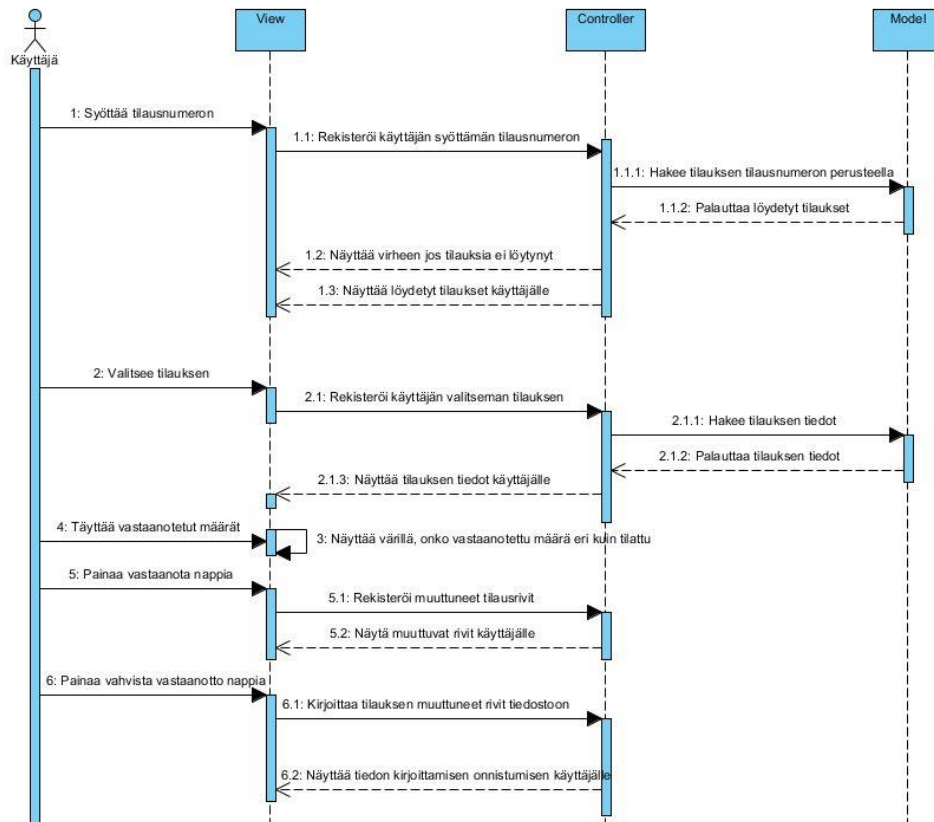 View
Controller
Model
Käyttäjä
1: Syöttää tilausnumeron
1.1: Rekisteröi käyttäjän syöttämän tilausnumeron
1.1.1: Hakee tilauksen tilausnumeron perusteella
1.1.2: Palauttaa löydetyt tilaukset
1.2: Näyttää virheen jos tilauksia ei löytynyt
1.3: Näyttää löydetyt tilaukset käyttäjälle
2: Valitsee tilauksen
2.1: Rekisteröi käyttäjän valitseman tilauksen
2.1.1: Hakee tilauksen tiedot
2.1.2: Palauttaa tilauksen tiedot
2.1.3: Näyttää tilauksen tiedot käyttäjälle
4: Täyttää vastaanotetut määrät
3: Näyttää värillä, onko vastaanotettu määrä eri kuin tilattu
5: Painaa vastaanota nappia
5.1: Rekisteröi muuttuneet tilausrivit
5.2: Näytä muuttuvat rivit käyttäjälle
6: Painaa vahvista vastaanotto nappia
6.1: Kirjoittaa tilauksen muuttuneet rivit tiedostoon
6.2: Näyttää tiedon kirjoittamisen onnistumisen käyttäjälle